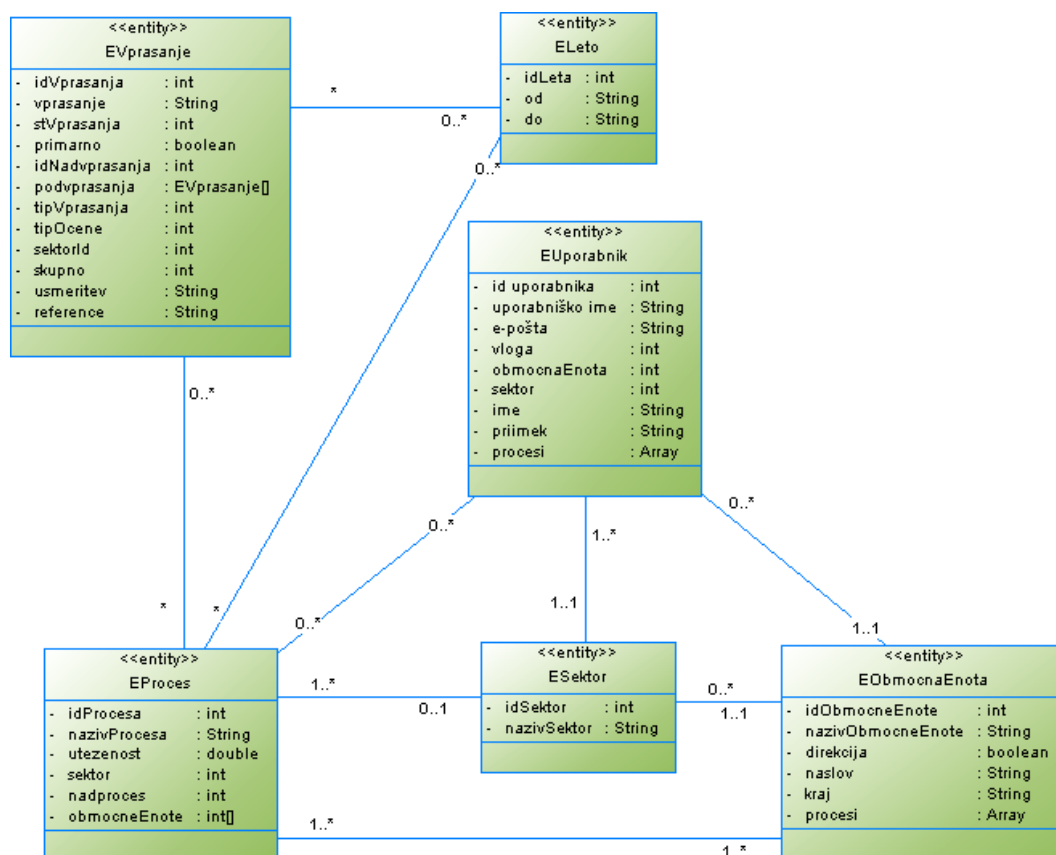 <<entity>>
EVprasanje
- idVprasanja : int
- vprasanje : String
- stVprasanja : int
- primarno : boolean
- idNadvprasanja : int
- podvprasanja : EVprasanje[]
- tipVprasanja : int
- tipOcene : int
- sektorId : int
- skupno : int
- usmeritev : String
- reference : String
<<entity>>
ELeto
- idLeta : int
- od : String
- do : String
*
0..*
0..*
<<entity>>
EUporabnik
- id uporabnika : int
- uporabniško ime : String
- e-pošta : String
- vloga : int
- obmocnaEnota : int
- sektor : int
- ime : String
- priimek : String
- procesi : Array
0..*
0..*
1..*
0..*
*
*
0..*
1..1
1..1
<<entity>>
EProces
- idProcesa : int
- nazivProcesa : String
- utezenost : double
- sektor : int
- nadproces : int
- obmocneEnote : int[]
1..*
0..1
<<entity>>
ESektor
- idSektor : int
- nazivSektor : String
0..*
1..1
<<entity>>
EObmocnaEnota
- idObmocneEnote : int
- nazivObmocneEnote : String
- direkcija : boolean
- naslov : String
- kraj : String
- procesi : Array
1..*
1..*